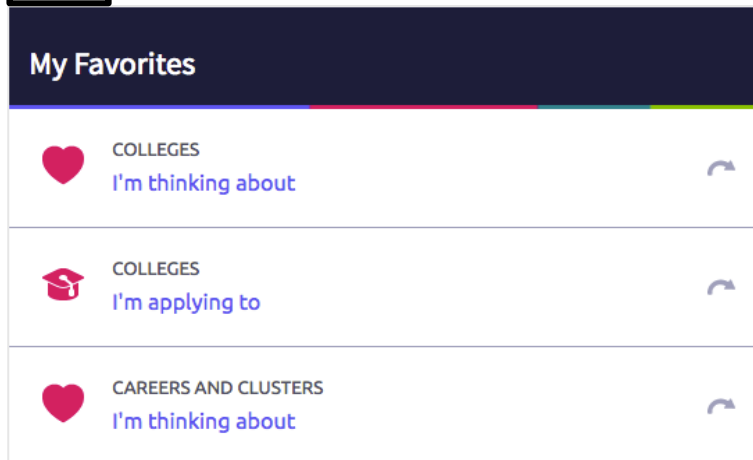 My Favorites
COLLEGES
I'm thinking about
COLLEGES
I'm applying to
CAREERS AND CLUSTERS
I'm thinking about